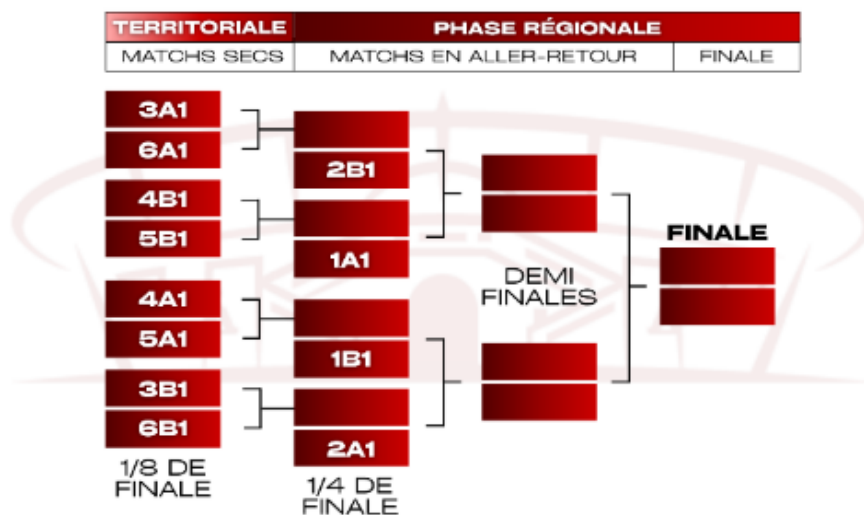 TERRITORIALE
PHASE RÉGIONALE
MATCHS SECS
MATCHS EN ALLER-RETOUR
FINALE
3A1
6A1
2B1
4B1
5B1
1A1
FINALE
DEMI
FINALES
4A1
5A1
1B1
3B1
6B1
2A1
1/8 DE
FINALE
1/4 DE
FINALE